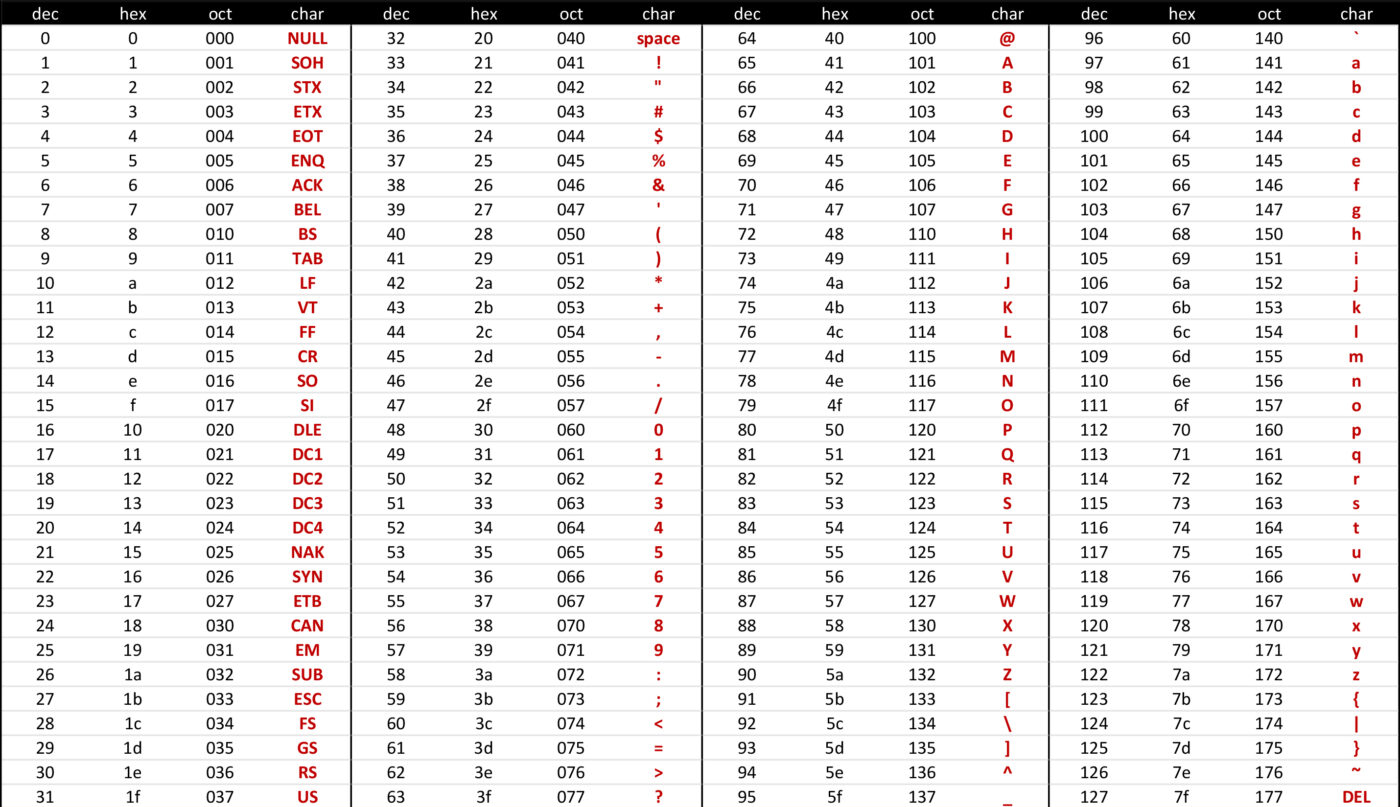 dec hex oct char dec hex oct char dec hex oct char dec hex oct char
0 0 000 NULL 32 20 040 space 64 40 100 @ 96 60 140 `
1 1 001 SOH 33 21 041 ! 65 41 101 A 97 61 141 a
2 2 002 STX 34 22 042 " 66 42 102 B 98 62 142 b
3 3 003 ETX 35 23 043 # 67 43 103 C 99 63 143 c
4 4 004 EOT 36 24 044 $ 68 44 104 D 100 64 144 d
5 5 005 ENQ 37 25 045 % 69 45 105 E 101 65 145 e
6 6 006 ACK 38 26 046 & 70 46 106 F 102 66 146 f
7 7 007 BEL 39 27 047 ' 71 47 107 G 103 67 147 g
8 8 010 BS 40 28 050 ( 72 48 110 H 104 68 150 h
9 9 011 TAB 41 29 051 ) 73 49 111 I 105 69 151 i
10 a 012 LF 42 2a 052 * 74 4a 112 J 106 6a 152 j
11 b 013 VT 43 2b 053 + 75 4b 113 K 107 6b 153 k
12 c 014 FF 44 2c 054 , 76 4c 114 L 108 6c 154 l
13 d 015 CR 45 2d 055 - 77 4d 115 M 109 6d 155 m
14 e 016 SO 46 2e 056 . 78 4e 116 N 110 6e 156 n
15 f 017 SI 47 2f 057 / 79 4f 117 O 111 6f 157 o
16 10 020 DLE 48 30 060 0 80 50 120 P 112 70 160 p
17 11 021 DC1 49 31 061 1 81 51 121 Q 113 71 161 q
18 12 022 DC2 50 32 062 2 82 52 122 R 114 72 162 r
19 13 023 DC3 51 33 063 3 83 53 123 S 115 73 163 s
20 14 024 DC4 52 34 064 4 84 54 124 T 116 74 164 t
21 15 025 NAK 53 35 065 5 85 55 125 U 117 75 165 u
22 16 026 SYN 54 36 066 6 86 56 126 V 118 76 166 v
23 17 027 ETB 55 37 067 7 87 57 127 W 119 77 167 w
24 18 030 CAN 56 38 070 8 88 58 130 X 120 78 170 x
25 19 031 EM 57 39 071 9 89 59 131 Y 121 79 171 y
26 1a 032 SUB 58 3a 072 : 90 5a 132 Z 122 7a 172 z
27 1b 033 ESC 59 3b 073 ; 91 5b 133 [ 123 7b 173 {
28 1c 034 FS 60 3c 074 < 92 5c 134 \ 124 7c 174 |
29 1d 035 GS 61 3d 075 = 93 5d 135 ] 125 7d 175 }
30 1e 036 RS 62 3e 076 > 94 5e 136 ^ 126 7e 176 ~
31 1f 037 US 63 3f 077 ? 95 5f 137 _ 127 7f 177 DEL